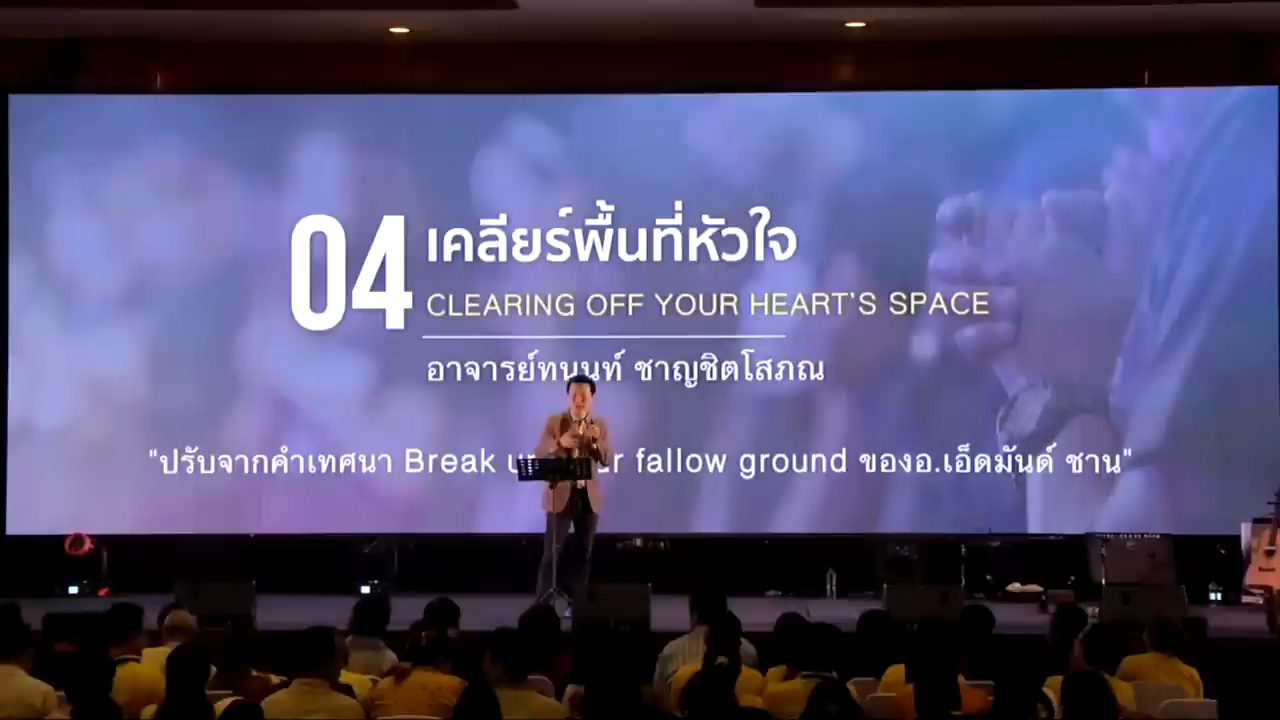 04
เคลียร์พื้นที่หัวใจ
CLEARING OFF YOUR HEART'S SPACE
อาจารย์ทนนท์ ชาญชิตโสภณ
"ปรับจากคำเทศนา Break fallow ground ของอ.เอ็ดมันด์ ชาน"